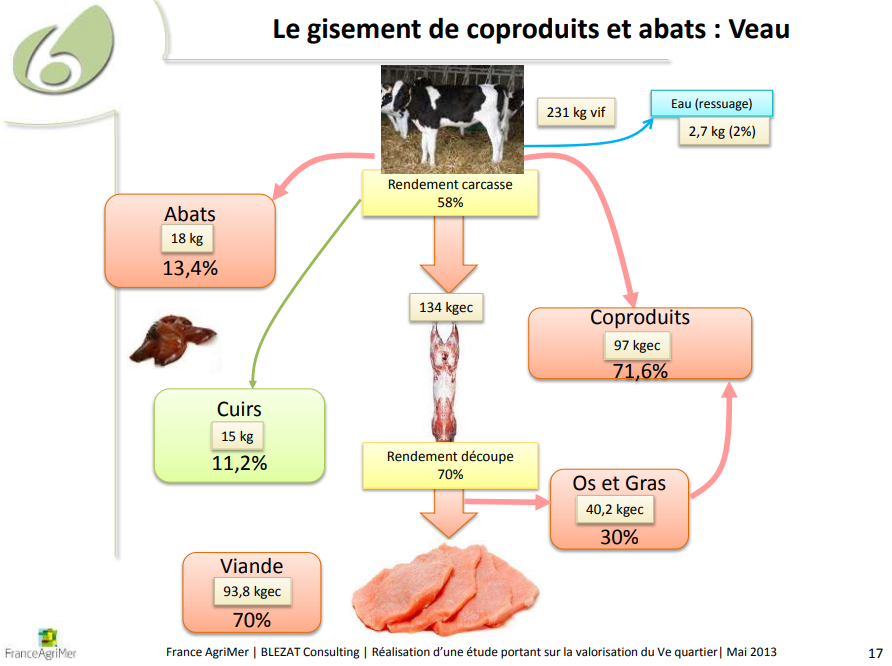 Le gisement de coproduits et abats : Veau
231 kg vif
Eau (ressuage)
2,7 kg (2%)
Rendement carcasse
58%
Abats
18 kg
13,4%
134 kgec
Coproduits
97 kgec
71,6%
Cuirs
15 kg
11,2%
Rendement découpe
70%
Os et Gras
40,2 kgec
30%
Viande
93,8 kgec
70%
FranceAgriMer
France AgriMer | BLEZAT Consulting | Réalisation d’une étude portant sur la valorisation du Ve quartier| Mai 2013
17